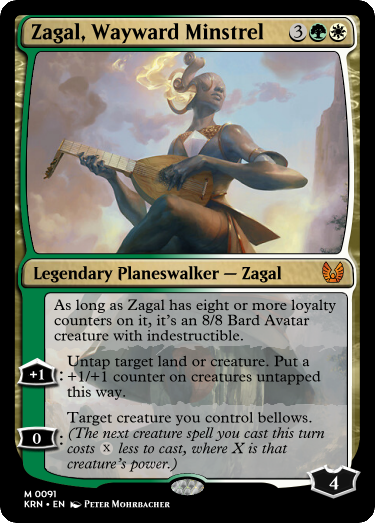 Zagal, Wayward Minstrel 3
Legendary Planeswalker — Zagal
As long as Zagal has eight or more loyalty
counters on it, it's an 8/8 Bard Avatar
creature with indestructible.
+1: Untap target land or creature. Put a
+1/+1 counter on creatures untapped
this way.
0: Target creature you control bellows.
(The next creature spell you cast this turn
costs X less to cast, where X is that
creature's power.)
4
M 0091
KRN • EN Peter Mohrbacher